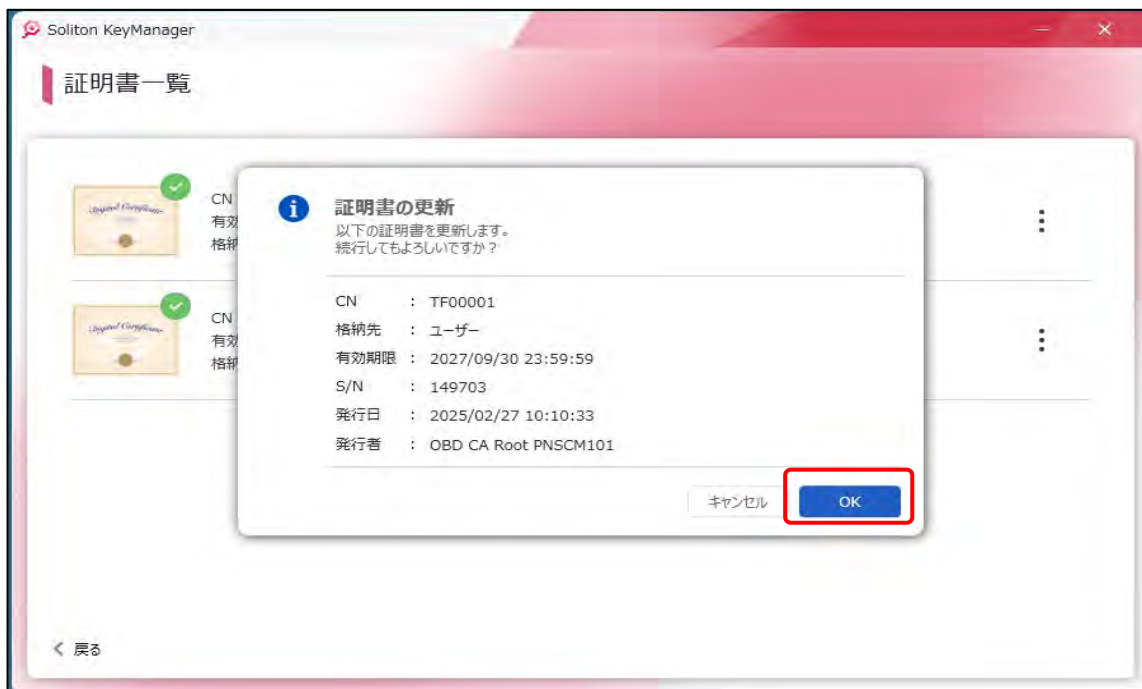 Soliton KeyManager
証明書一覧
CN
有効
格納
証明書の更新
以下の証明書を更新します。
続行してもよろしいですか？
CN : TF00001
格納先 : ユーザー
有効期限 : 2027/09/30 23:59:59
S/N : 149703
発行日 : 2025/02/27 10:10:33
発行者 : OBD CA Root PNSCM101
キャンセル OK
CN
有効
格納
戻る